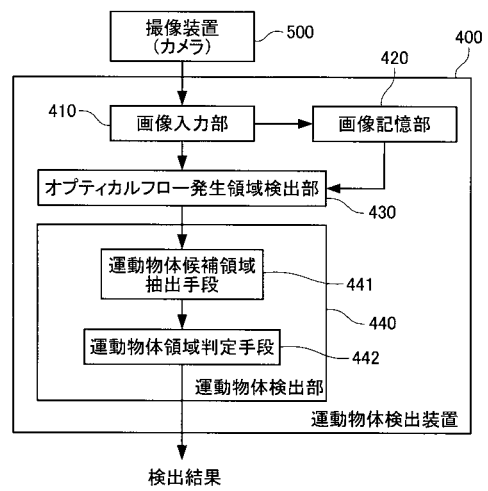 撮像装置
(カメラ)
500
400
420
410
画像入力部
画像記憶部
オプティカルフロー発生領域検出部
430
運動物体候補領域
抽出手段
441
440
運動物体領域判定手段
442
運動物体検出部
運動物体検出装置
検出結果